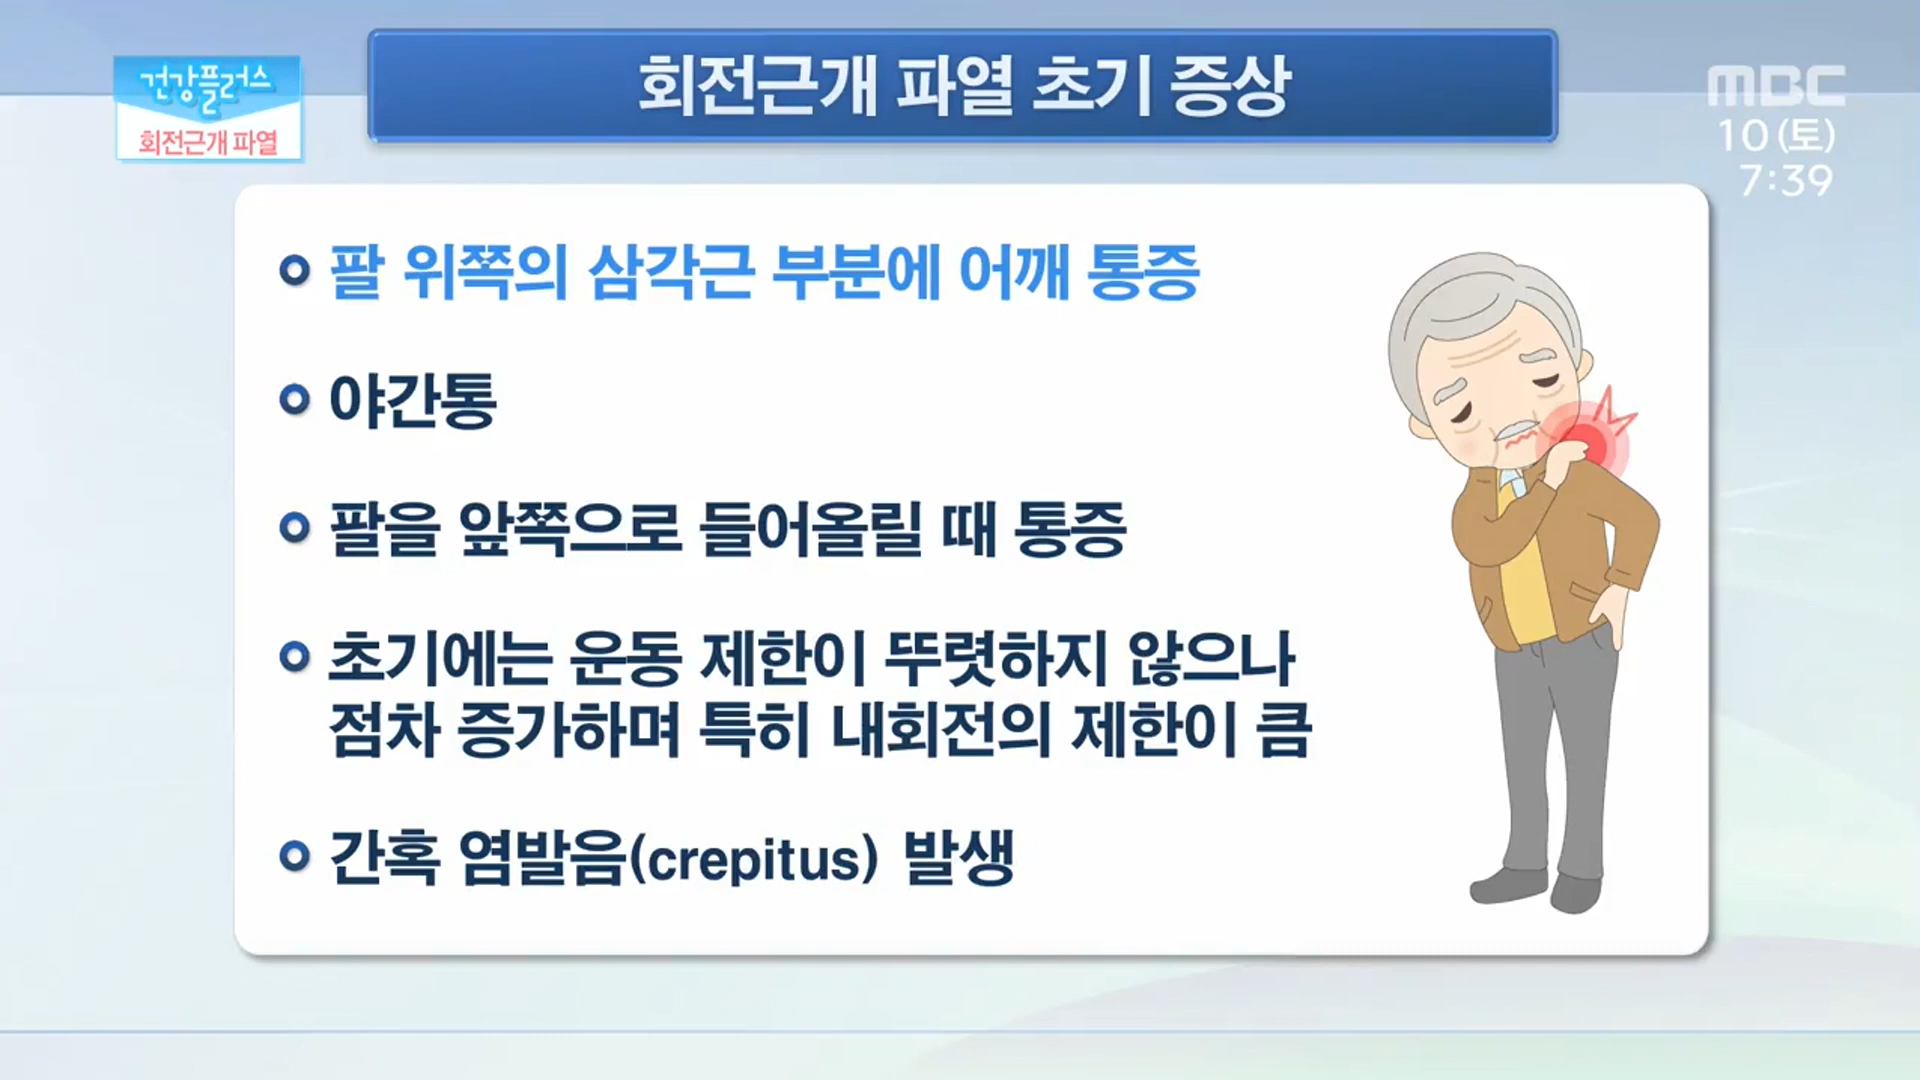 건강플러스
회전근개 파열
회전근개 파열 초기 증상
MBC
10(토)
7:39
팔 위쪽의 삼각근 부분에 어깨 통증
야간통
팔을 앞쪽으로 들어올릴 때 통증
초기에는 운동 제한이 뚜렷하지 않으나
점차 증가하며 특히 내회전의 제한이 큼
간혹 염발음(crepitus) 발생